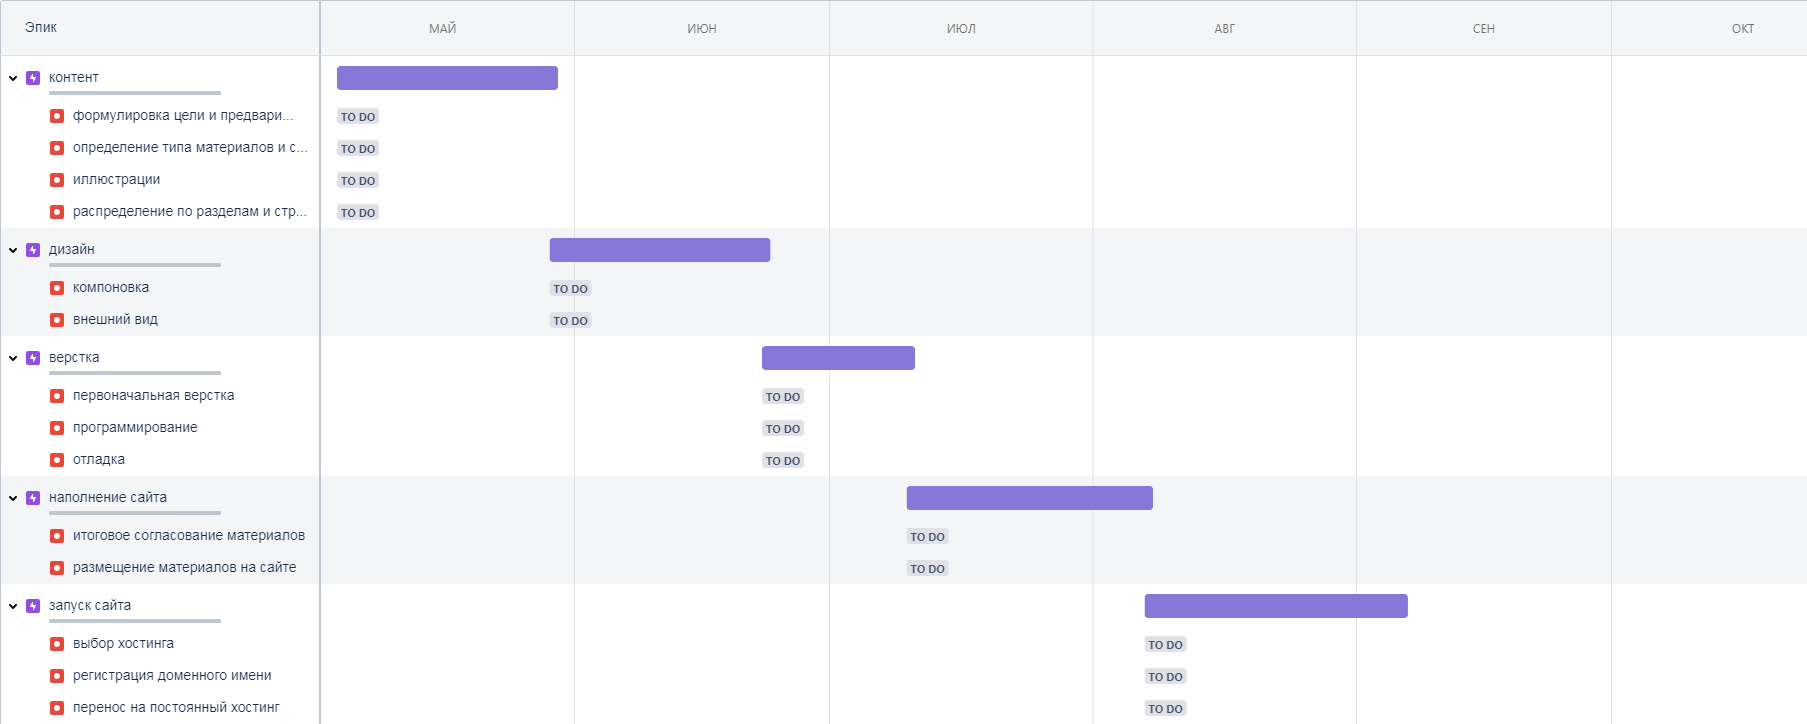 Эпик МАЙ ИЮН ИЮЛ АВГ СЕН ОКТ
контент
формулировка цели и предвари... TO DO
определение типа материалов и с... TO DO
иллюстрации TO DO
распределение по разделам и стр... TO DO
дизайн
компоновка TO DO
внешний вид TO DO
верстка
первоначальная верстка TO DO
программирование TO DO
отладка TO DO
наполнение сайта
итоговое согласование материалов TO DO
размещение материалов на сайте TO DO
запуск сайта
выбор хостинга TO DO
регистрация доменного имени TO DO
перенос на постоянный хостинг TO DO